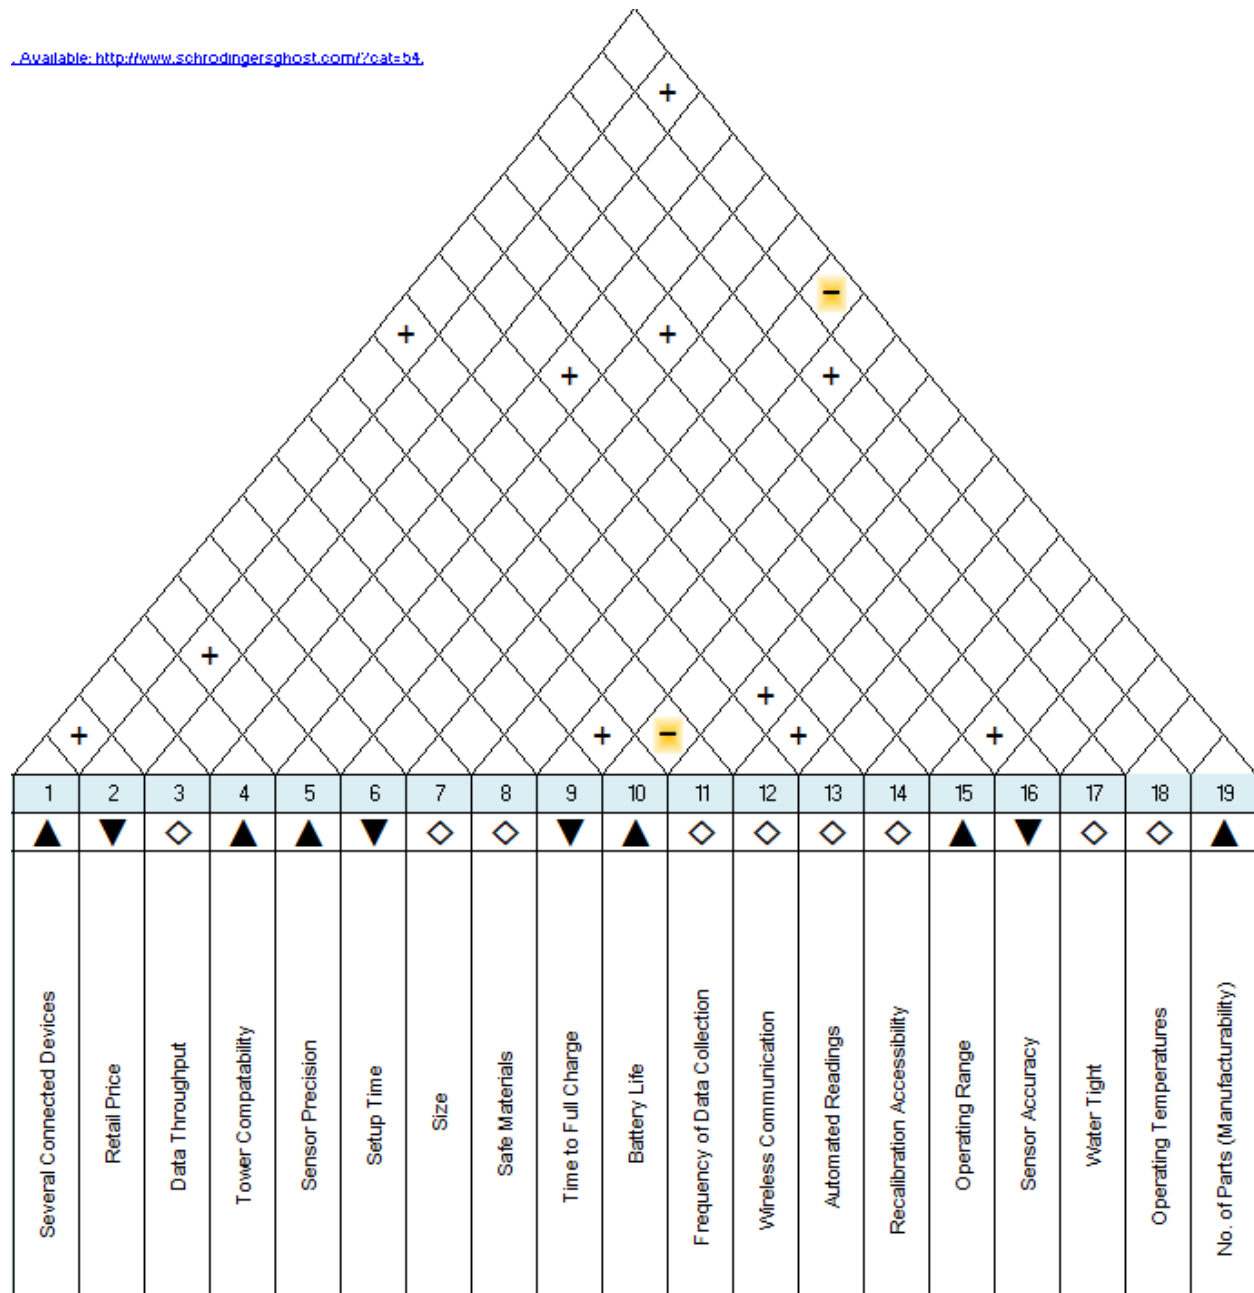 . Available: http://www.schrodingersghost.com/?cat=54.
+
−
+ +
+ +
+
+
+ + − + +
1 2 3 4 5 6 7 8 9 10 11 12 13 14 15 16 17 18 19
▲ ▼ ◇ ▲ ▲ ▼ ◇ ◇ ▼ ▲ ◇ ◇ ◇ ◇ ▲ ▼ ◇ ◇ ▲
Several Connected Devices
Retail Price
Data Throughput
Tower Compatability
Sensor Precision
Setup Time
Size
Safe Materials
Time to Full Charge
Battery Life
Frequency of Data Collection
Wireless Communication
Automated Readings
Recalibration Accessibility
Operating Range
Sensor Accuracy
Water Tight
Operating Temperatures
No. of Parts (Manufacturability)